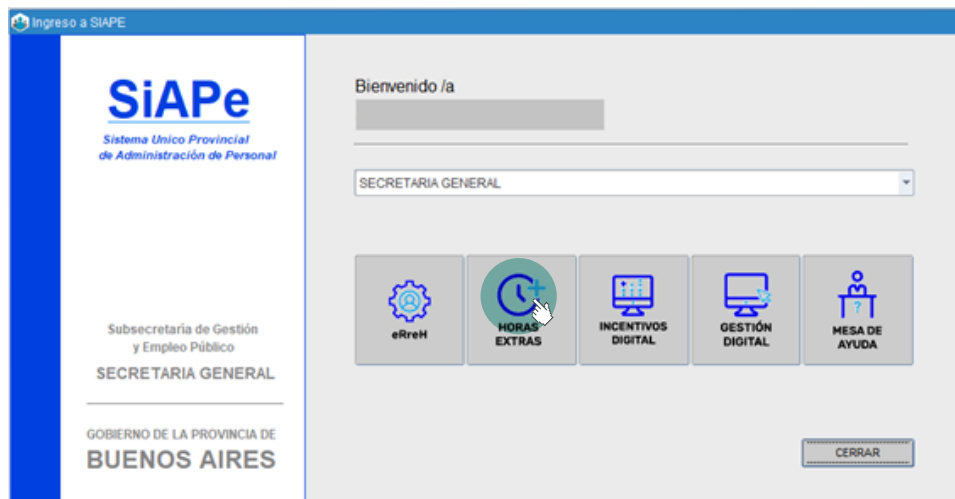 Ingreso a SIAPE
SiAPe
Sistema Unico Provincial
de Administración de Personal
Subsecretaría de Gestión
y Empleo Público
SECRETARIA GENERAL
GOBIERNO DE LA PROVINCIA DE
BUENOS AIRES
Bienvenido /a
SECRETARIA GENERAL
eRreH
HORAS
EXTRAS
INCENTIVOS
DIGITAL
GESTIÓN
DIGITAL
?
MESA DE
AYUDA
CERRAR